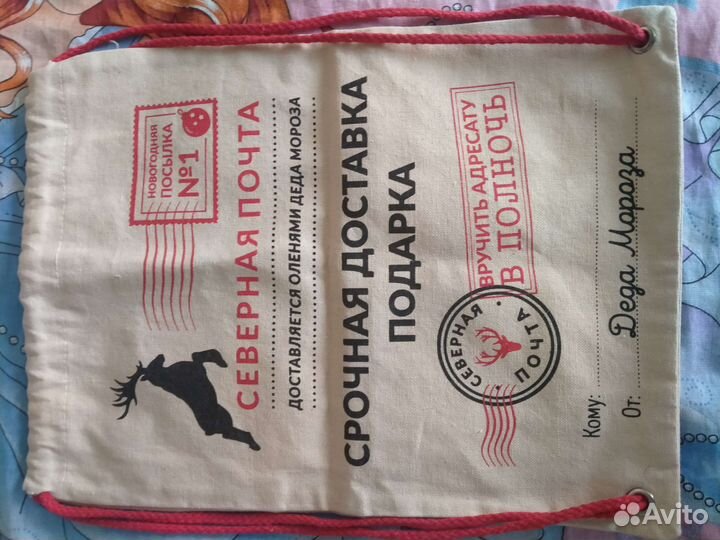 НОВОГОДНЯЯ
ПОСЫЛКА
№1
СЕВЕРНАЯ ПОЧТА
ДОСТАВЛЯЕТСЯ ОЛЕНЯМИ ДЕДА МОРОЗА
СРОЧНАЯ ДОСТАВКА
ПОДАРКА
ВРУЧИТЬ АДРЕСАТУ
В ПОЛНОЧЬ
СЕВЕРНАЯ
ПОЧТА
Кому:
От: Деда Мороза
Avito